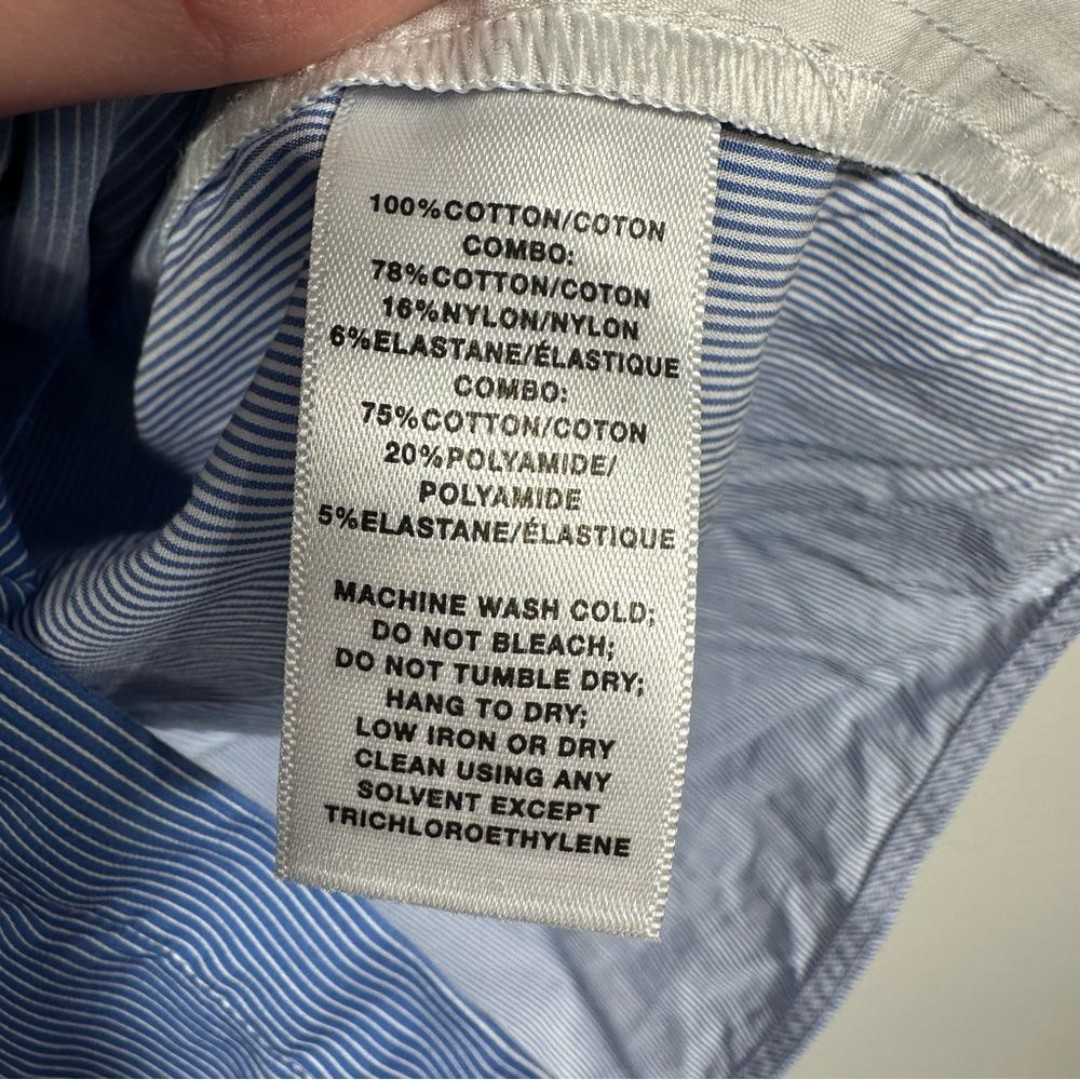 100%COTTON/COTON
COMBO:
78%COTTON/COTON
16%NYLON/NYLON
6%ELASTANE/ÉLASTIQUE
COMBO:
75%COTTON/COTON
20%POLYAMIDE/
POLYAMIDE
5%ELASTANE/ÉLASTIQUE
MACHINE WASH COLD;
DO NOT BLEACH;
DO NOT TUMBLE DRY;
HANG TO DRY;
LOW IRON OR DRY
CLEAN USING ANY
SOLVENT EXCEPT
TRICHLOROETHYLENE